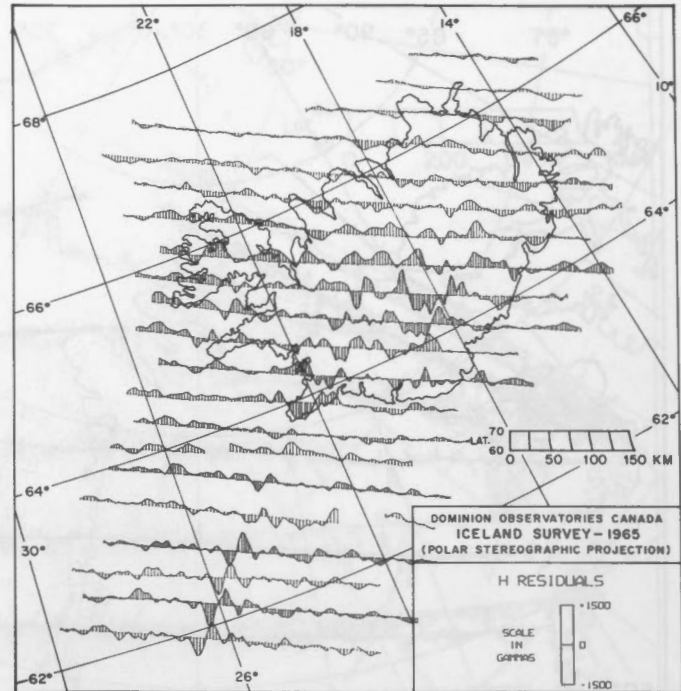 22°
18°
14°
66°
10°
68°
64°
66°
62°
LAT.
70
60
0 50 100 150 KM
64°
30
62°
26°
DOMINION OBSERVATORIES CANADA
ICELAND SURVEY-1965
(POLAR STEREOGRAPHIC PROJECTION)
H RESIDUALS
SCALE
IN
GAMMAS
+1500
0
-1500